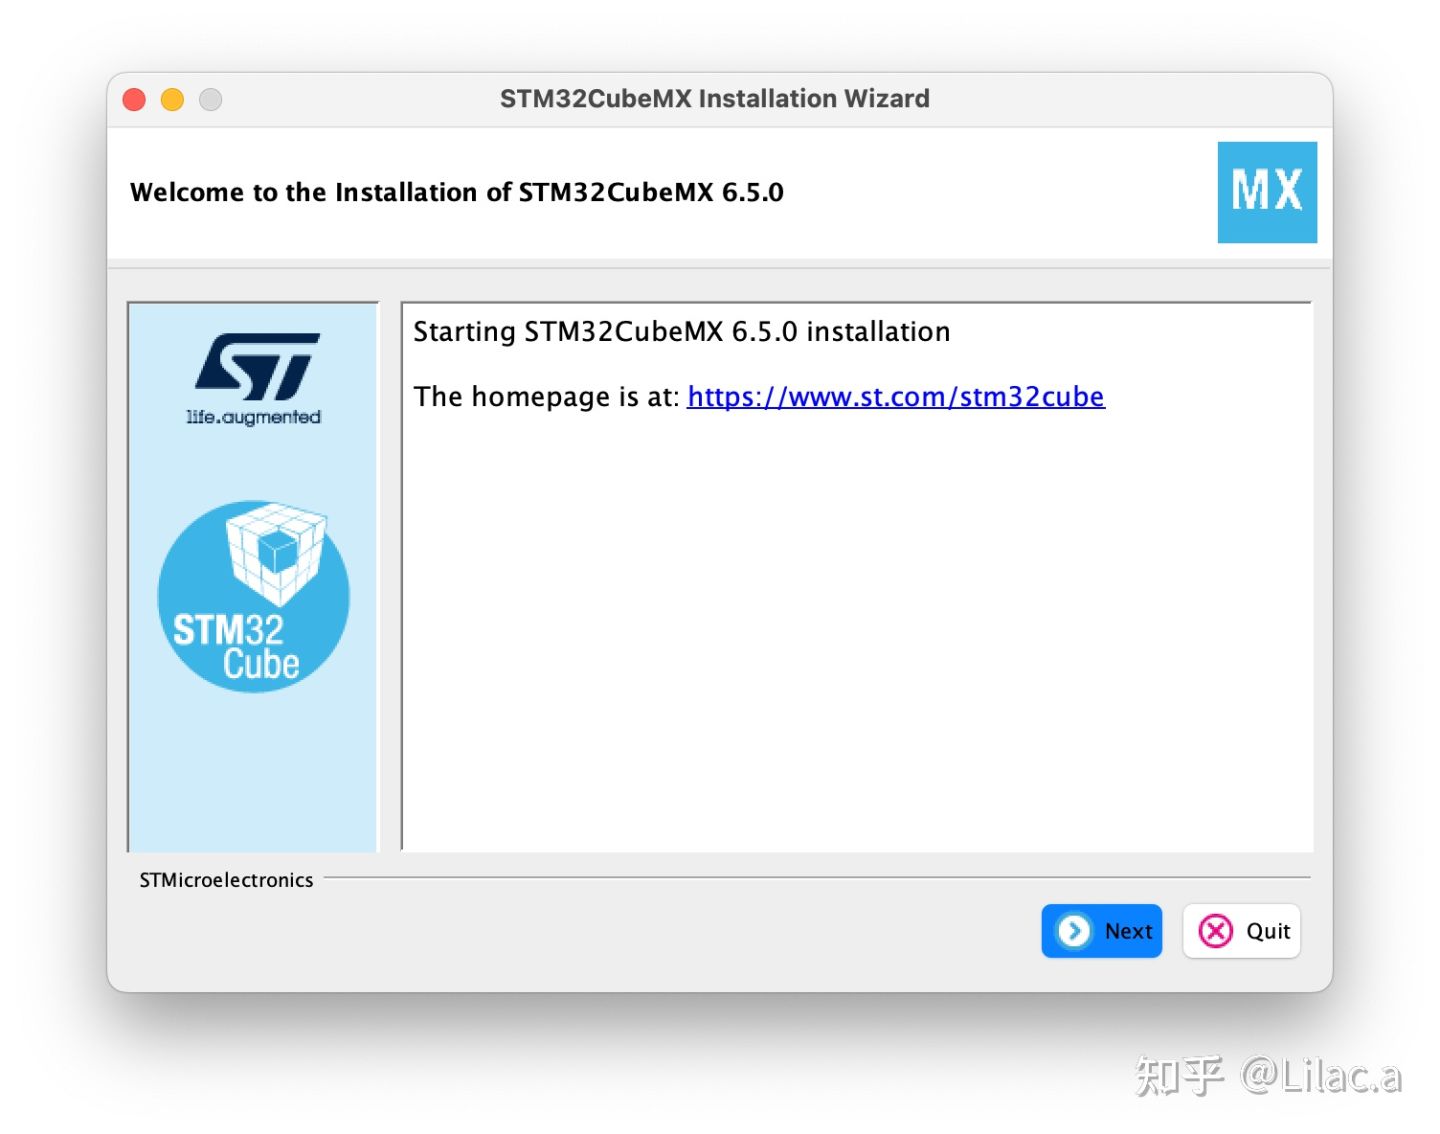 STM32CubeMX Installation Wizard
Welcome to the Installation of STM32CubeMX 6.5.0
MX
life.augmented
STM32
Cube
Starting STM32CubeMX 6.5.0 installation
The homepage is at: https://www.st.com/stm32cube
STMicroelectronics
Next
Quit
知乎 @Lilac.a